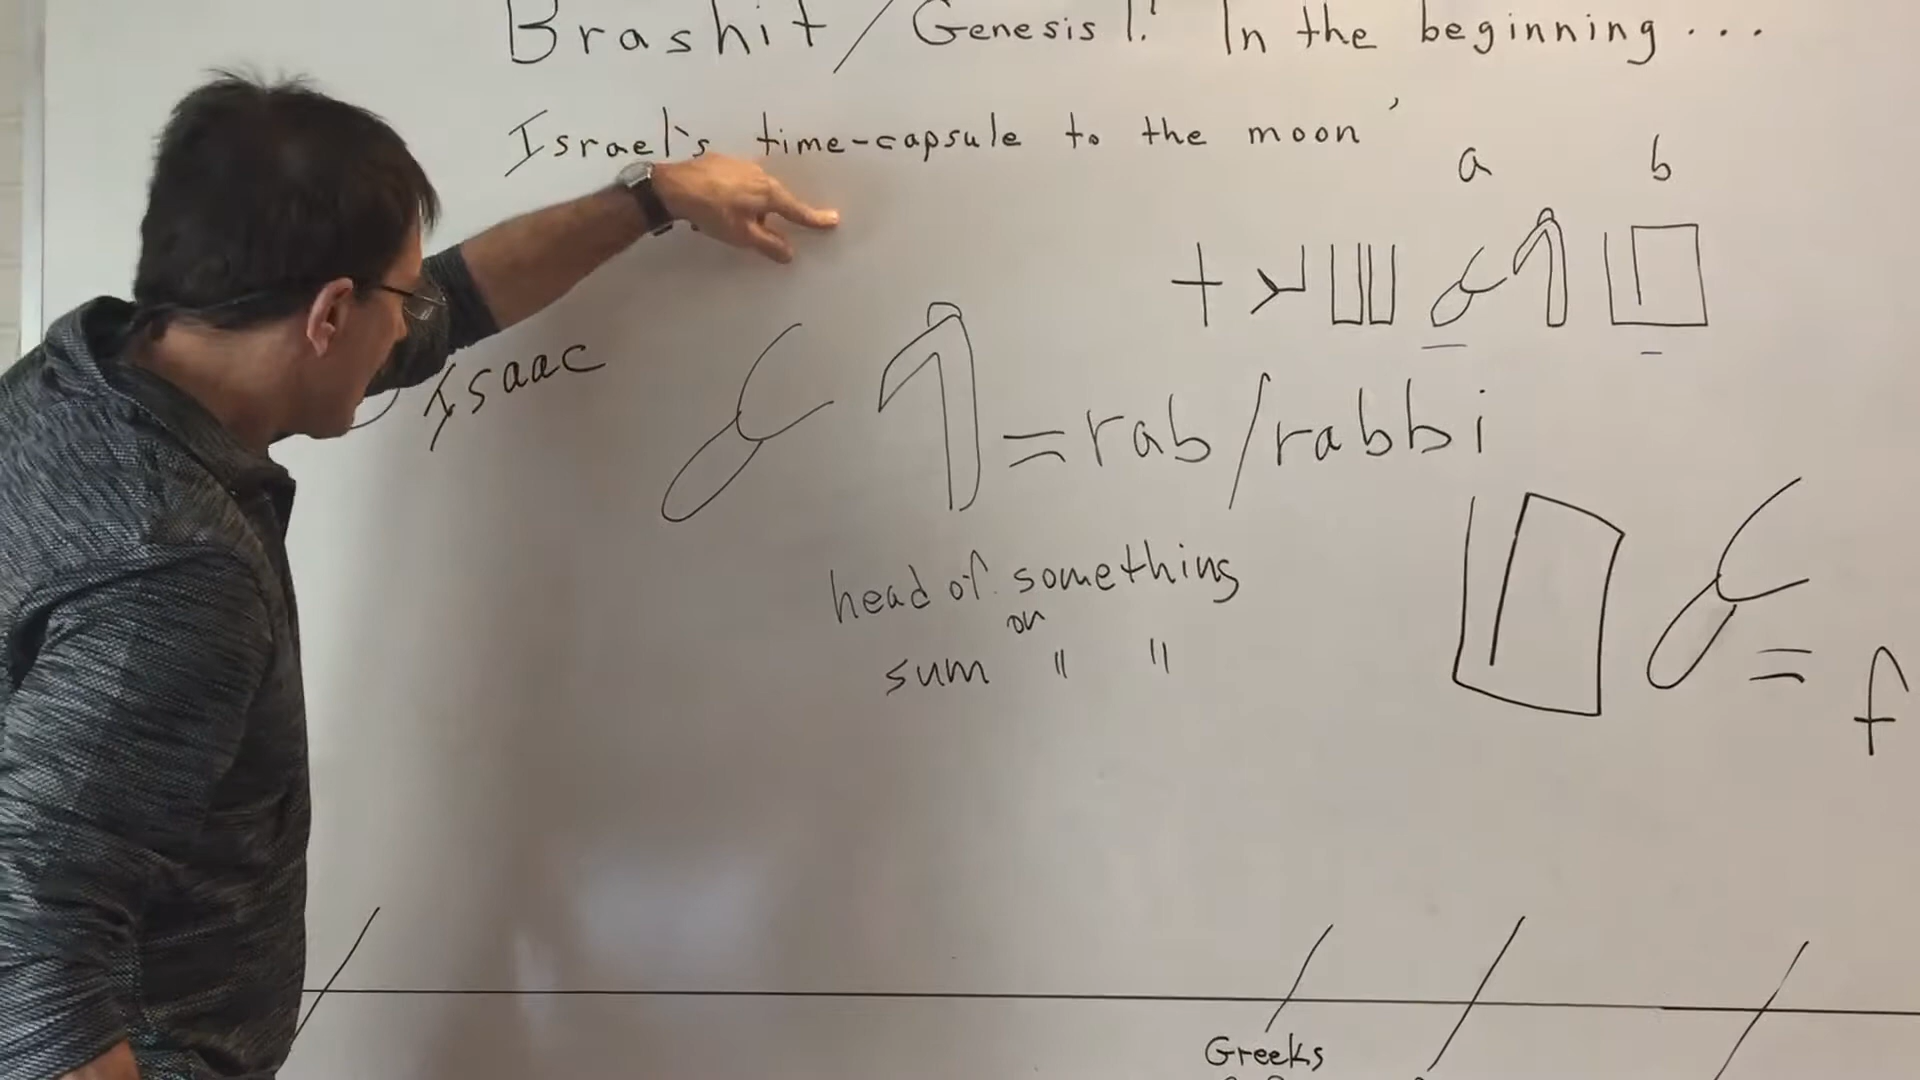 Brashit / Genesis 1: In the beginning...
Israel's time-capsule to the moon'
a b
Isaac
= rab/rabbi
head of something
or
sum " "
= f
Greeks